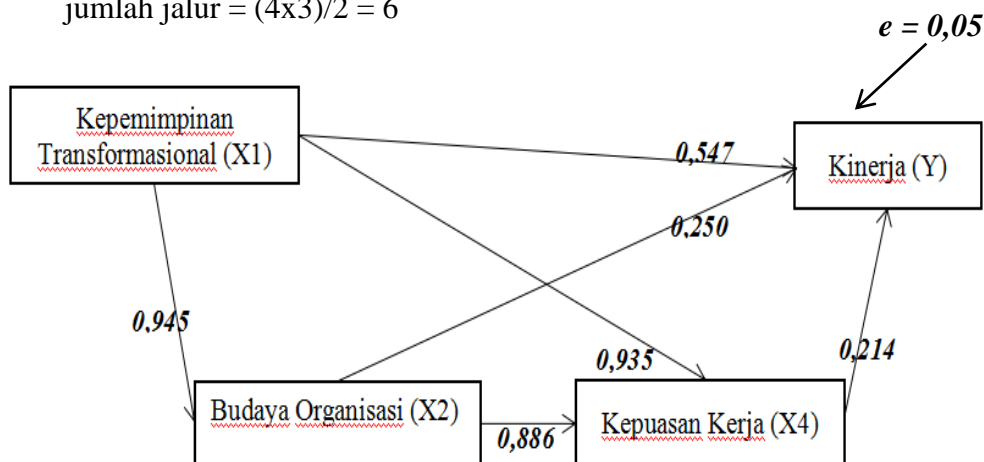 jumlah jalur = (4x3)/2 = 6
e = 0,05
Kepemimpinan
Transformasional (X1)
0,547
Kinerja (Y)
0,250
0,945
0,935
0,214
Budaya Organisasi (X2)
0,886
Kepuasan Kerja (X4)